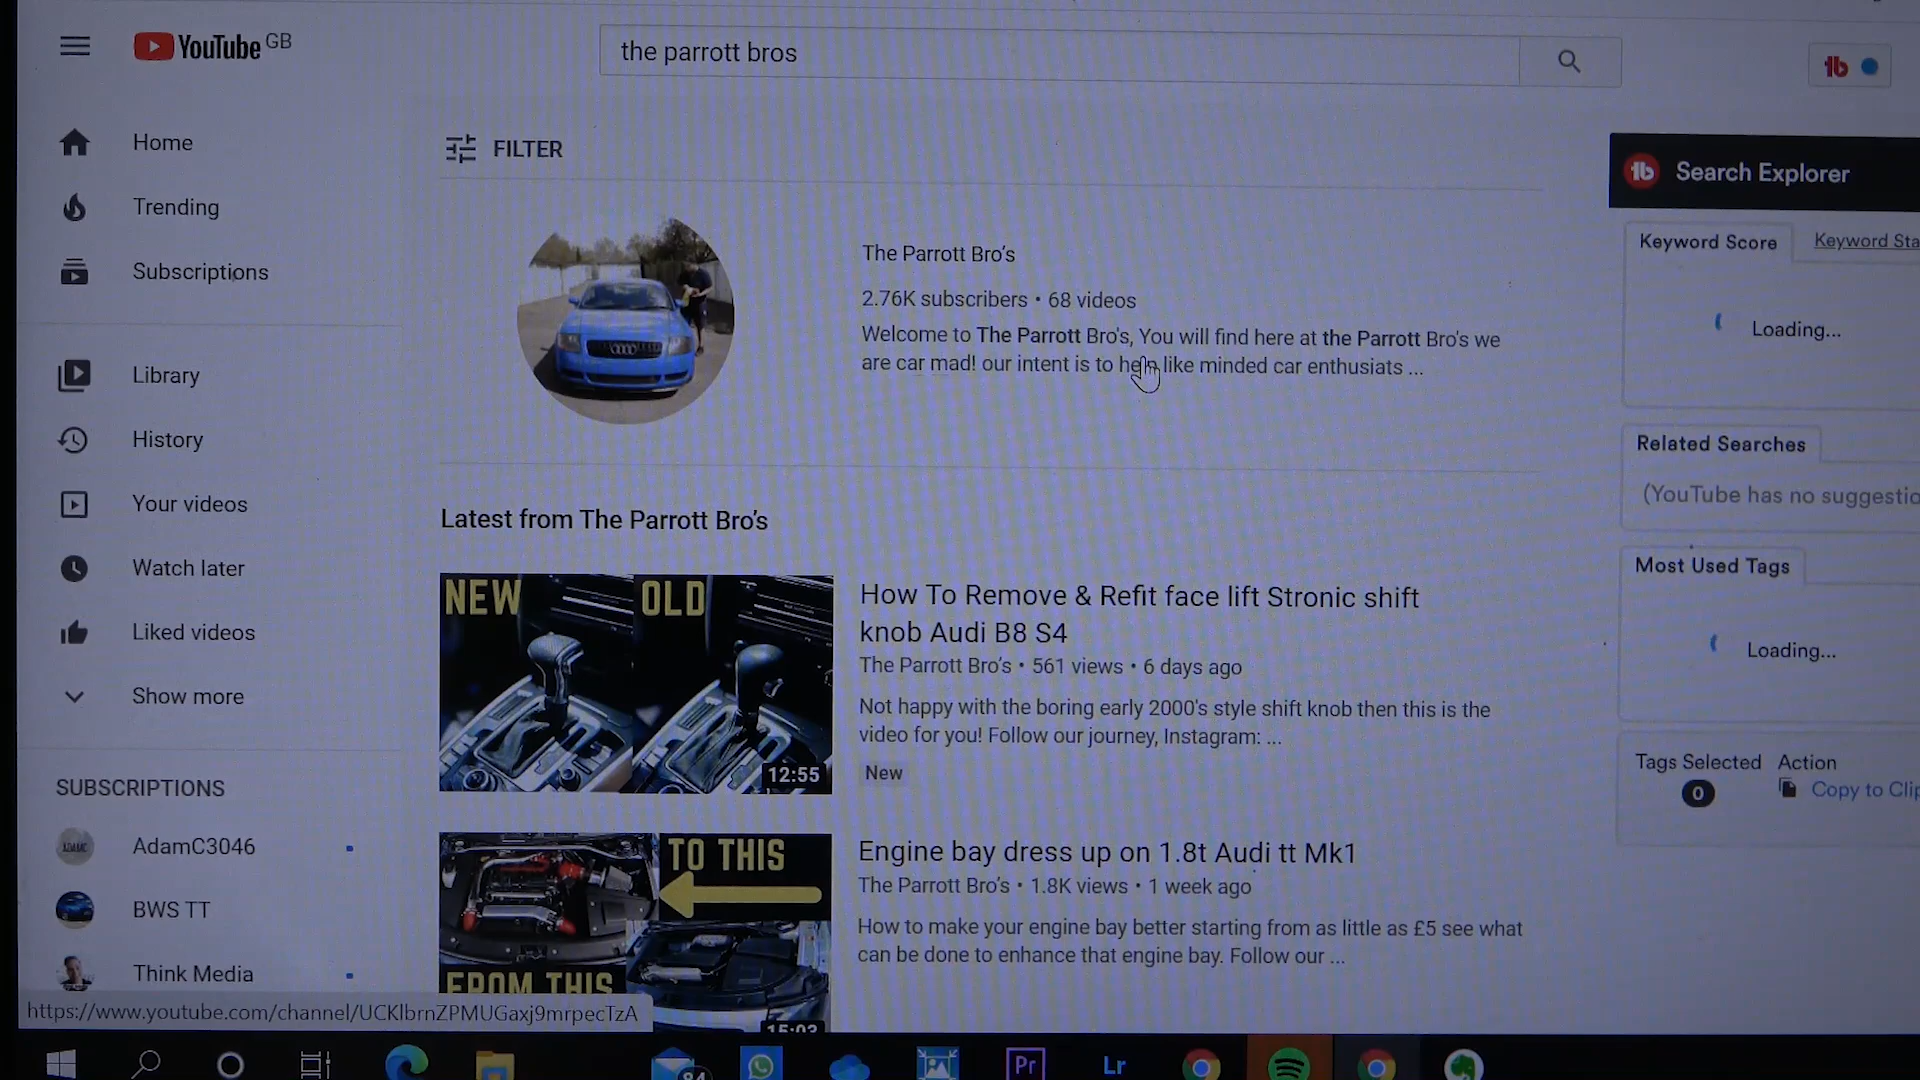 YouTube GB
the parrott bros
Home
Trending
Subscriptions
Library
History
Your videos
Watch later
Liked videos
Show more
SUBSCRIPTIONS
AdamC3046
BWS TT
Think Media
https://www.youtube.com/channel/UCKlbrnZPMUGaxj9mrpecTzA
FILTER
The Parrott Bro's
2.76K subscribers • 68 videos
Welcome to The Parrott Bro's, You will find here at the Parrott Bro's we
are car mad! our intent is to help like minded car enthusiats ...
Latest from The Parrott Bro's
NEW OLD
12:55
How To Remove & Refit face lift Stronic shift
knob Audi B8 S4
The Parrott Bro's • 561 views • 6 days ago
Not happy with the boring early 2000's style shift knob then this is the
video for you! Follow our journey, Instagram: ...
New
TO THIS
FROM THIS
15:03
Engine bay dress up on 1.8t Audi tt Mk1
The Parrott Bro's • 1.8K views • 1 week ago
How to make your engine bay better starting from as little as £5 see what
can be done to enhance that engine bay. Follow our ...
tb
tb Search Explorer
Keyword Score Keyword Sta
Loading...
Related Searches
(YouTube has no suggestio
Most Used Tags
Loading...
Tags Selected Action
0 Copy to Clip
84
Pr
Lr